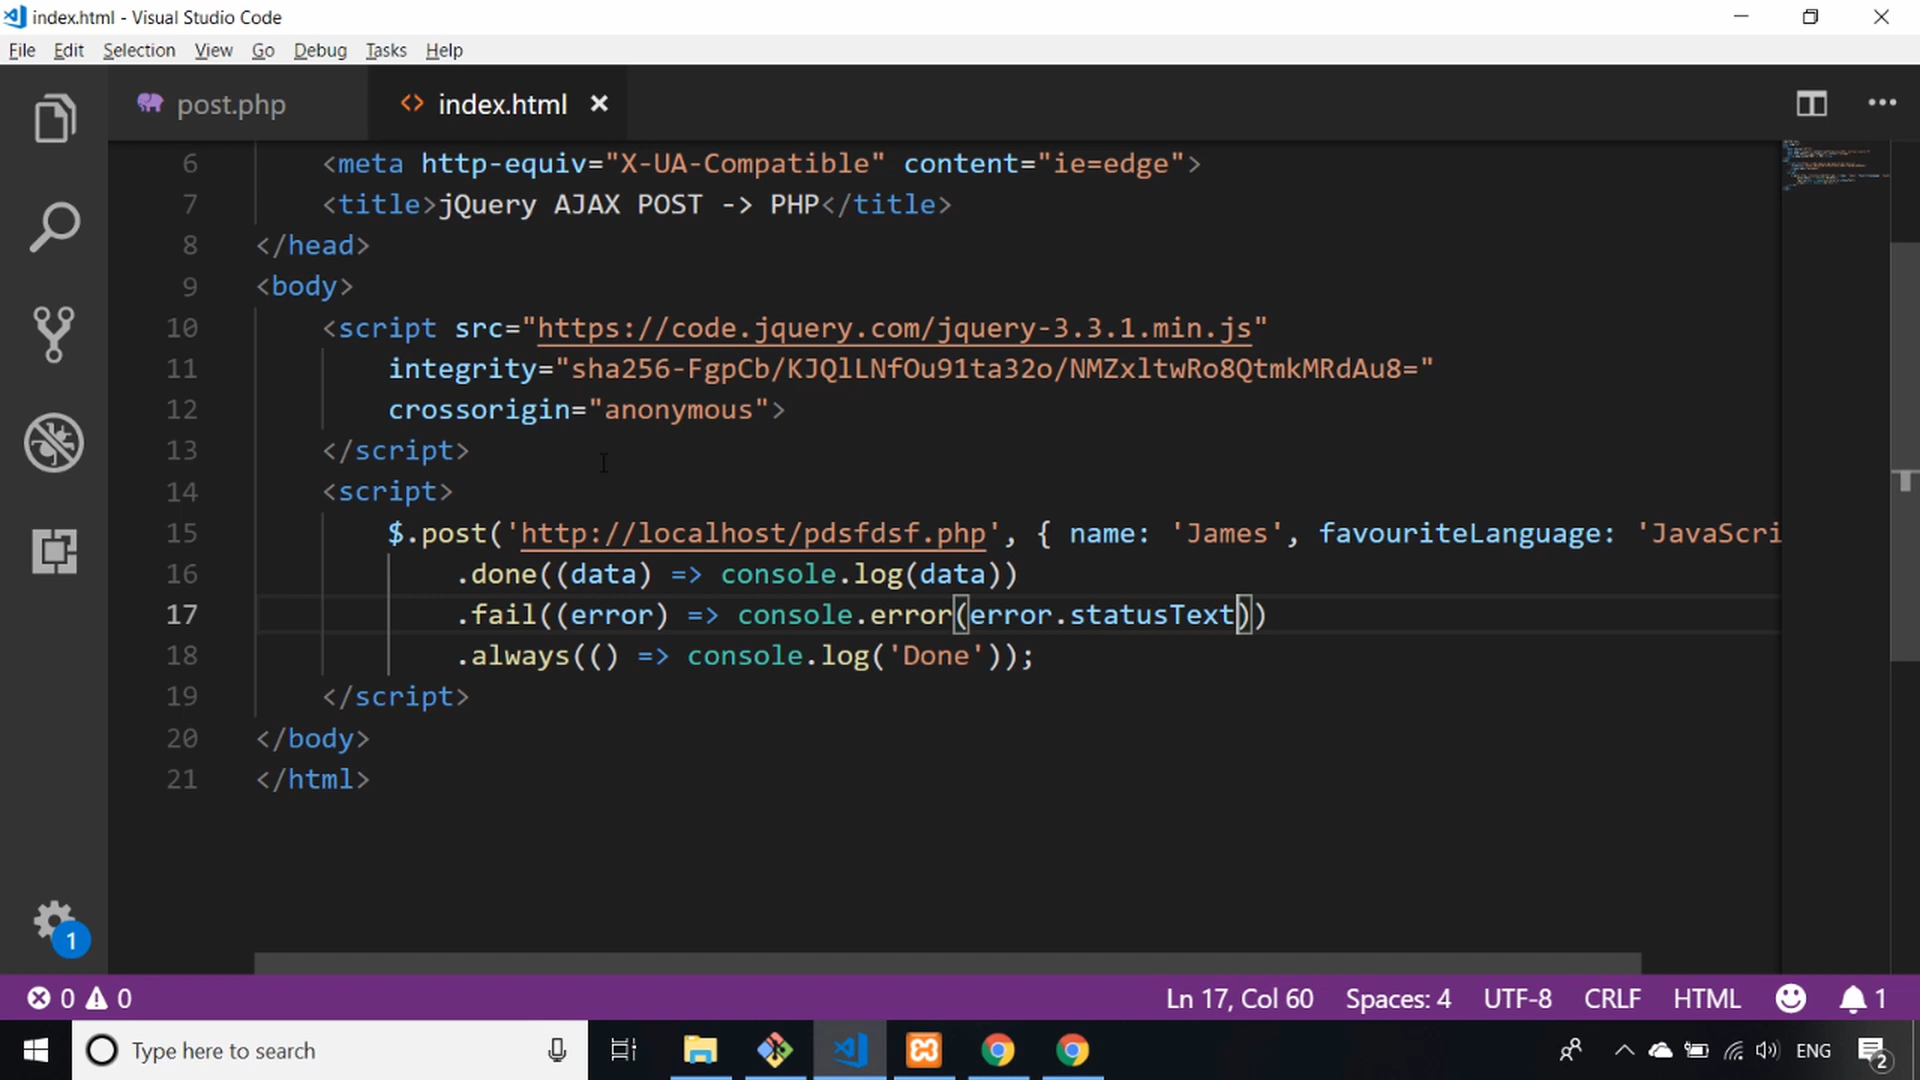 index.html - Visual Studio Code
File Edit Selection View Go Debug Tasks Help
post.php index.html
6 <meta http-equiv="X-UA-Compatible" content="ie=edge">
7 <title>jQuery AJAX POST -> PHP</title>
8 </head>
9 <body>
10 <script src="https://code.jquery.com/jquery-3.3.1.min.js"
11 integrity="sha256-FgpCb/KJQlLNfOu91ta32o/NMZxltwRo8QtmkMRdAu8="
12 crossorigin="anonymous">
13 </script>
14 <script>
15 $.post('http://localhost/pdsfdsf.php', { name: 'James', favouriteLanguage: 'JavaScri
16 .done((data) => console.log(data))
17 .fail((error) => console.error(error.statusText))
18 .always(() => console.log('Done'));
19 </script>
20 </body>
21 </html>
1
0 0 Ln 17, Col 60 Spaces: 4 UTF-8 CRLF HTML 1
Type here to search ENG 2